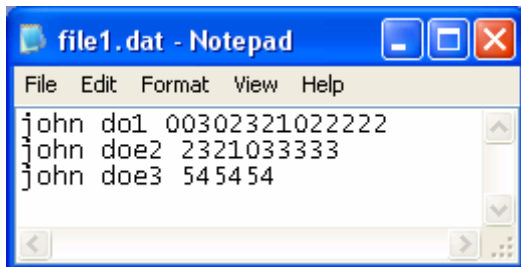 file1.dat - Notepad
File Edit Format View Help
john do1 00302321022222
john doe2 2321033333
john doe3 545454